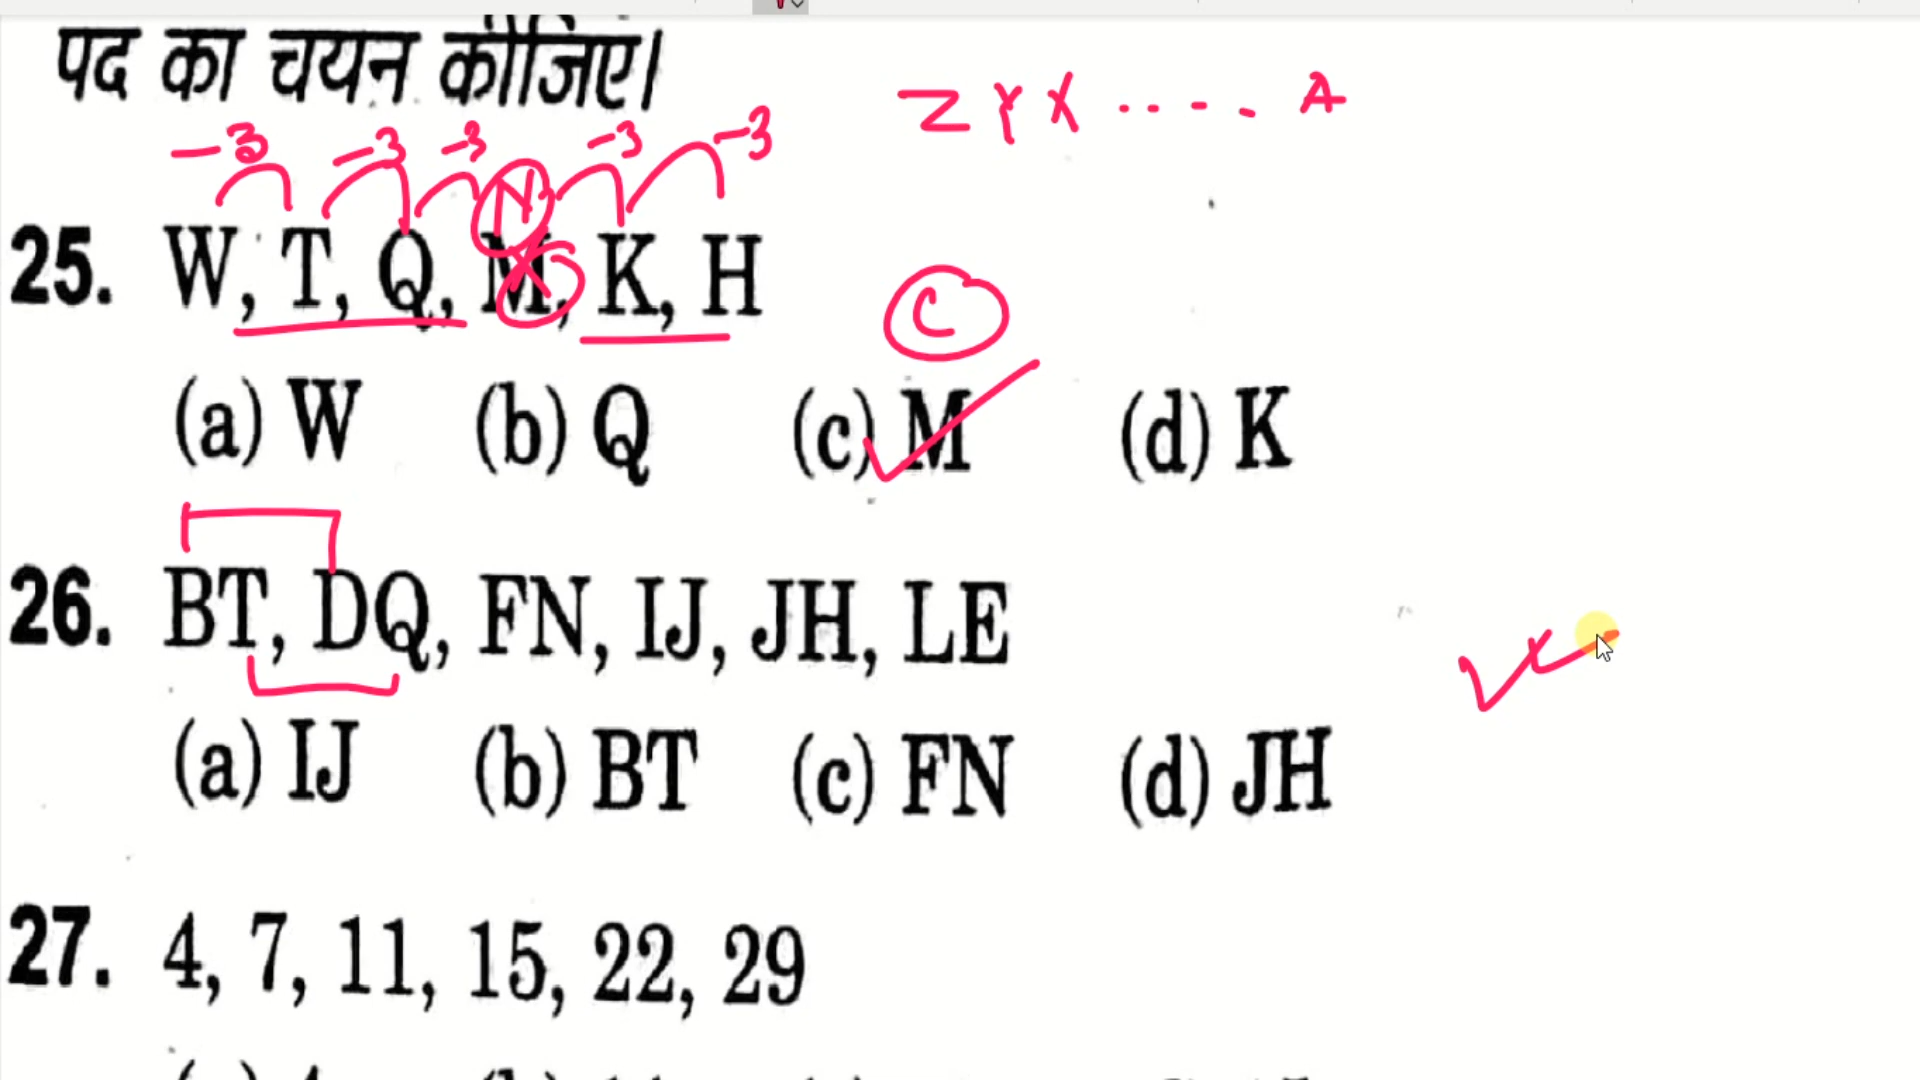 पद का चयन कीजिए।
Z Y X ..... A
-3 -3 -3 -3 -3
N
25. W, T, Q, M, K, H
C
(a) W (b) Q (c) M (d) K
26. BT, DQ, FN, IJ, JH, LE
(a) IJ (b) BT (c) FN (d) JH
27. 4, 7, 11, 15, 22, 29